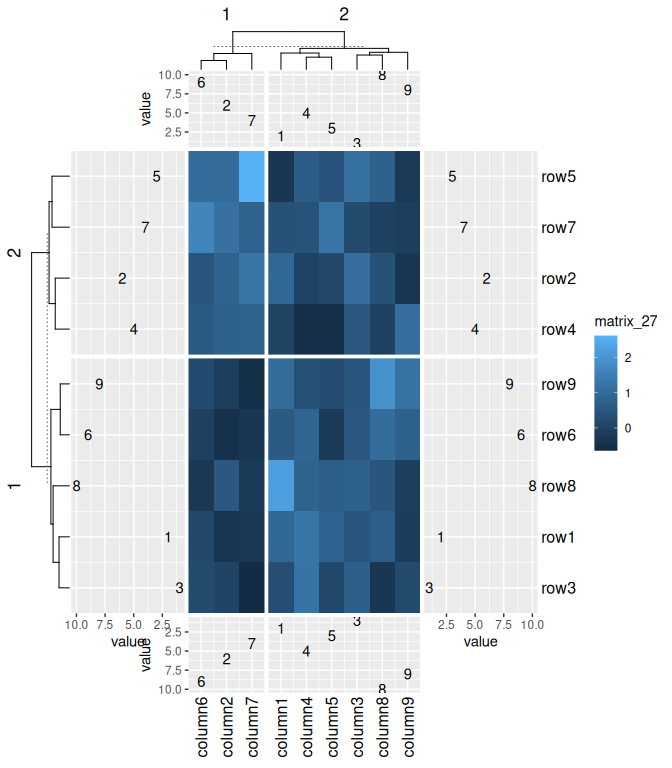 1 2
10.0
7.5
5.0
2.5
value
6 2 7 1 4 5 3 8 9
2
5 5 row5
7 7 row7
2 2 row2
4 4 row4
1
9 9 row9
6 6 row6
8 8 row8
1 1 row1
3 3 row3
matrix_27
2
1
0
10.0 7.5 5.0 2.5
value
2.5 5.0 7.5 10.0
value
2.5
5.0
7.5
10.0
value
6 2 7 1 4 5 3 8 9
column6 column2 column7 column1 column4 column5 column3 column8 column9